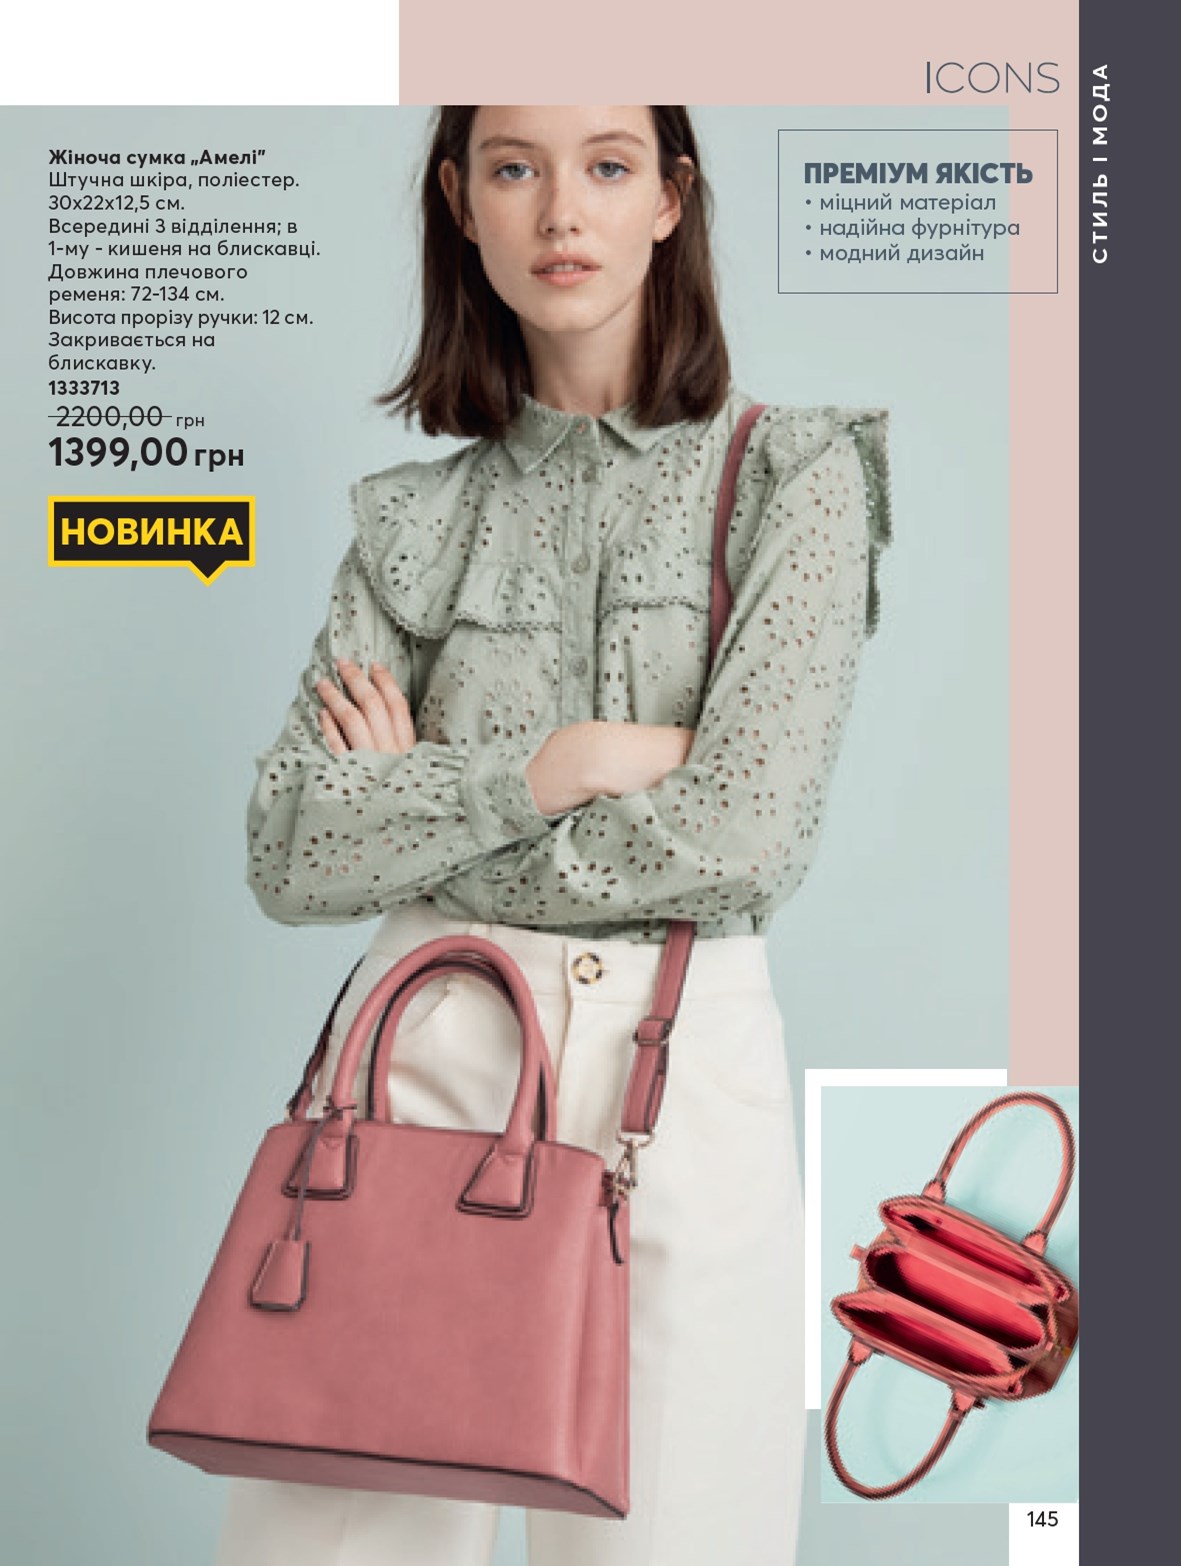 ICONS
СТИЛЬ І МОДА
Жіноча сумка „Амелі”
Штучна шкіра, поліестер.
30х22х12,5 см.
Всередині 3 відділення; в
1-му - кишеня на блискавці.
Довжина плечового
ременя: 72-134 см.
Висота прорізу ручки: 12 см.
Закривається на
блискавку.
1333713
2200,00 грн
1399,00 грн
НОВИНКА
ПРЕМІУМ ЯКІСТЬ
• міцний матеріал
• надійна фурнітура
• модний дизайн
145